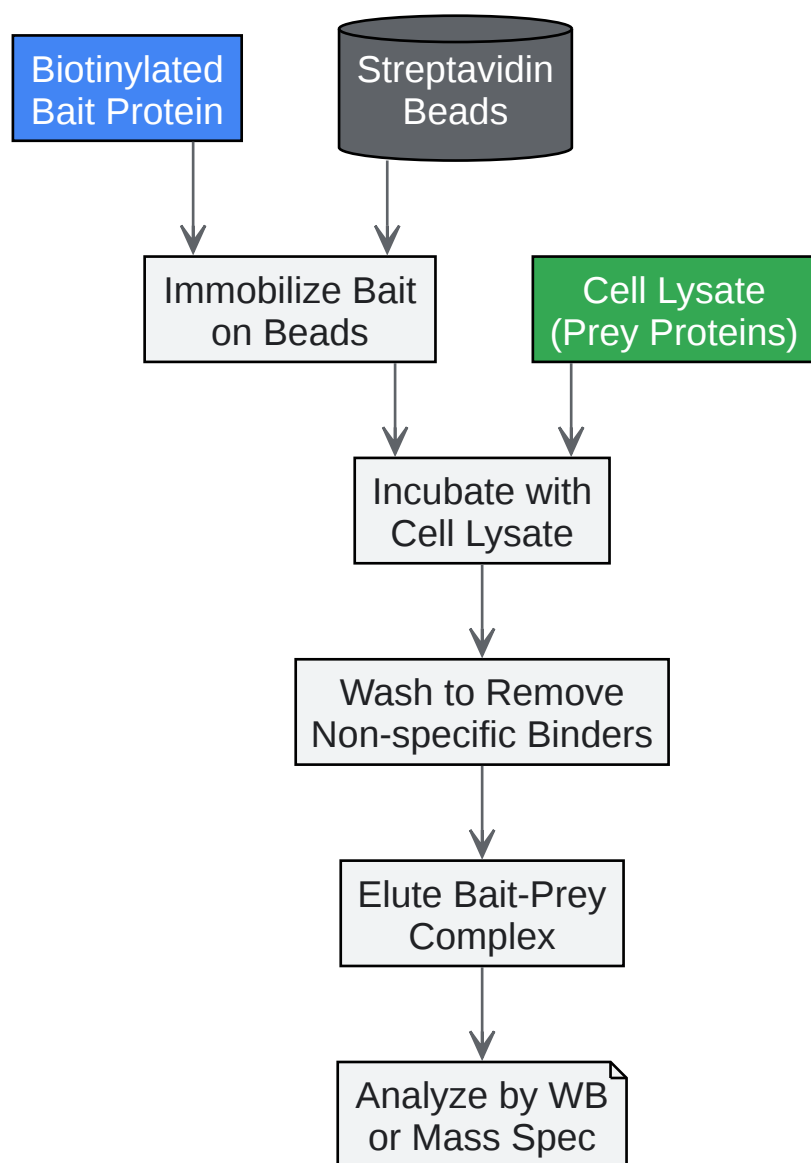 Biotinylated
Bait Protein
Streptavidin
Beads
Immobilize Bait
on Beads
Cell Lysate
(Prey Proteins)
Incubate with
Cell Lysate
Wash to Remove
Non-specific Binders
Elute Bait-Prey
Complex
Analyze by WB
or Mass Spec